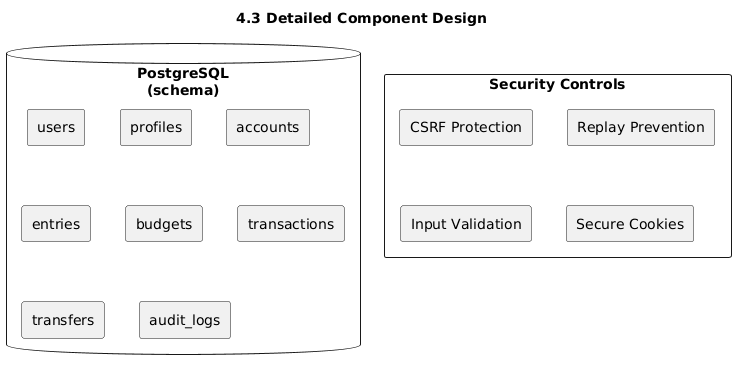 4.3 Detailed Component Design
PostgreSQL
(schema)
users
profiles
accounts
entries
budgets
transactions
transfers
audit_logs
Security Controls
CSRF Protection
Replay Prevention
Input Validation
Secure Cookies